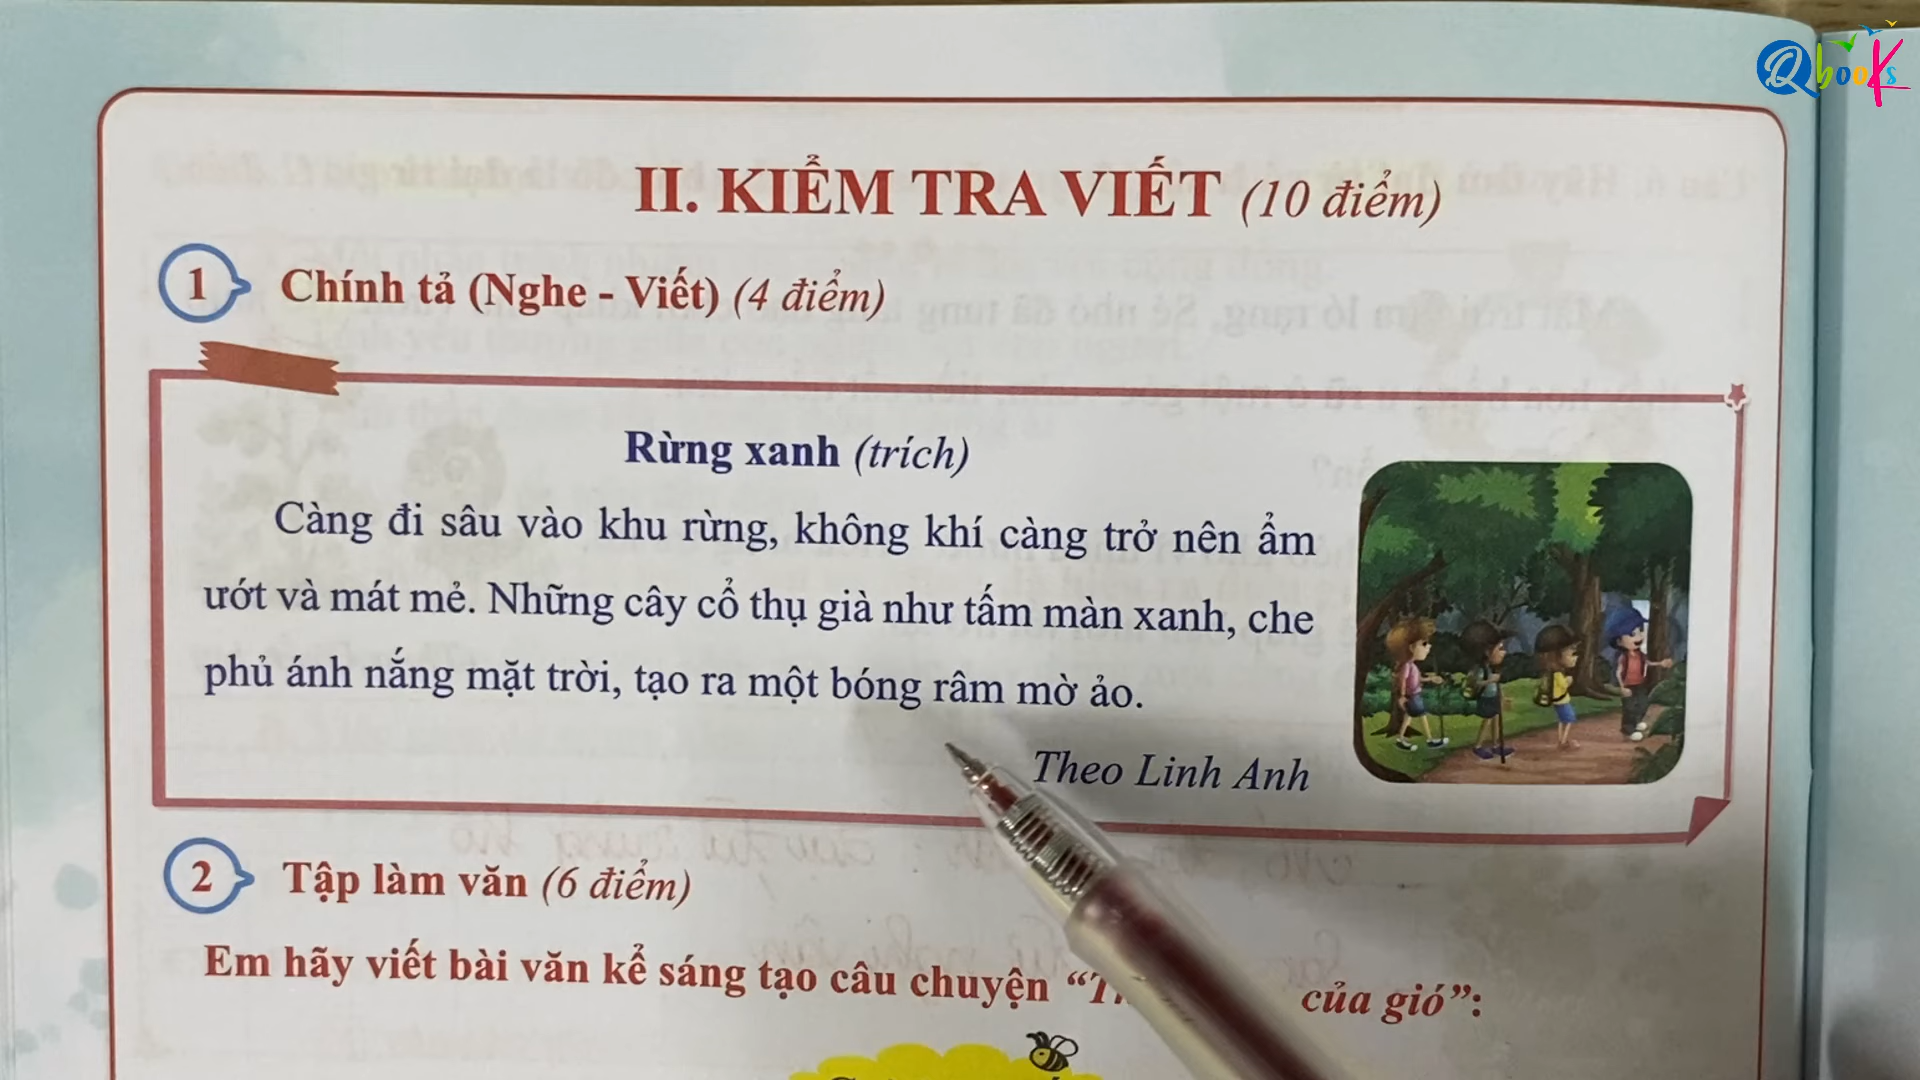 Qbooks
II. KIỂM TRA VIẾT (10 điểm)
1 Chính tả (Nghe - Viết) (4 điểm)
Rừng xanh (trích)
Càng đi sâu vào khu rừng, không khí càng trở nên ẩm
ướt và mát mẻ. Những cây cổ thụ già như tấm màn xanh, che
phủ ánh nắng mặt trời, tạo ra một bóng râm mờ ảo.
Theo Linh Anh
2 Tập làm văn (6 điểm)
Em hãy viết bài văn kể sáng tạo câu chuyện “ của gió”: